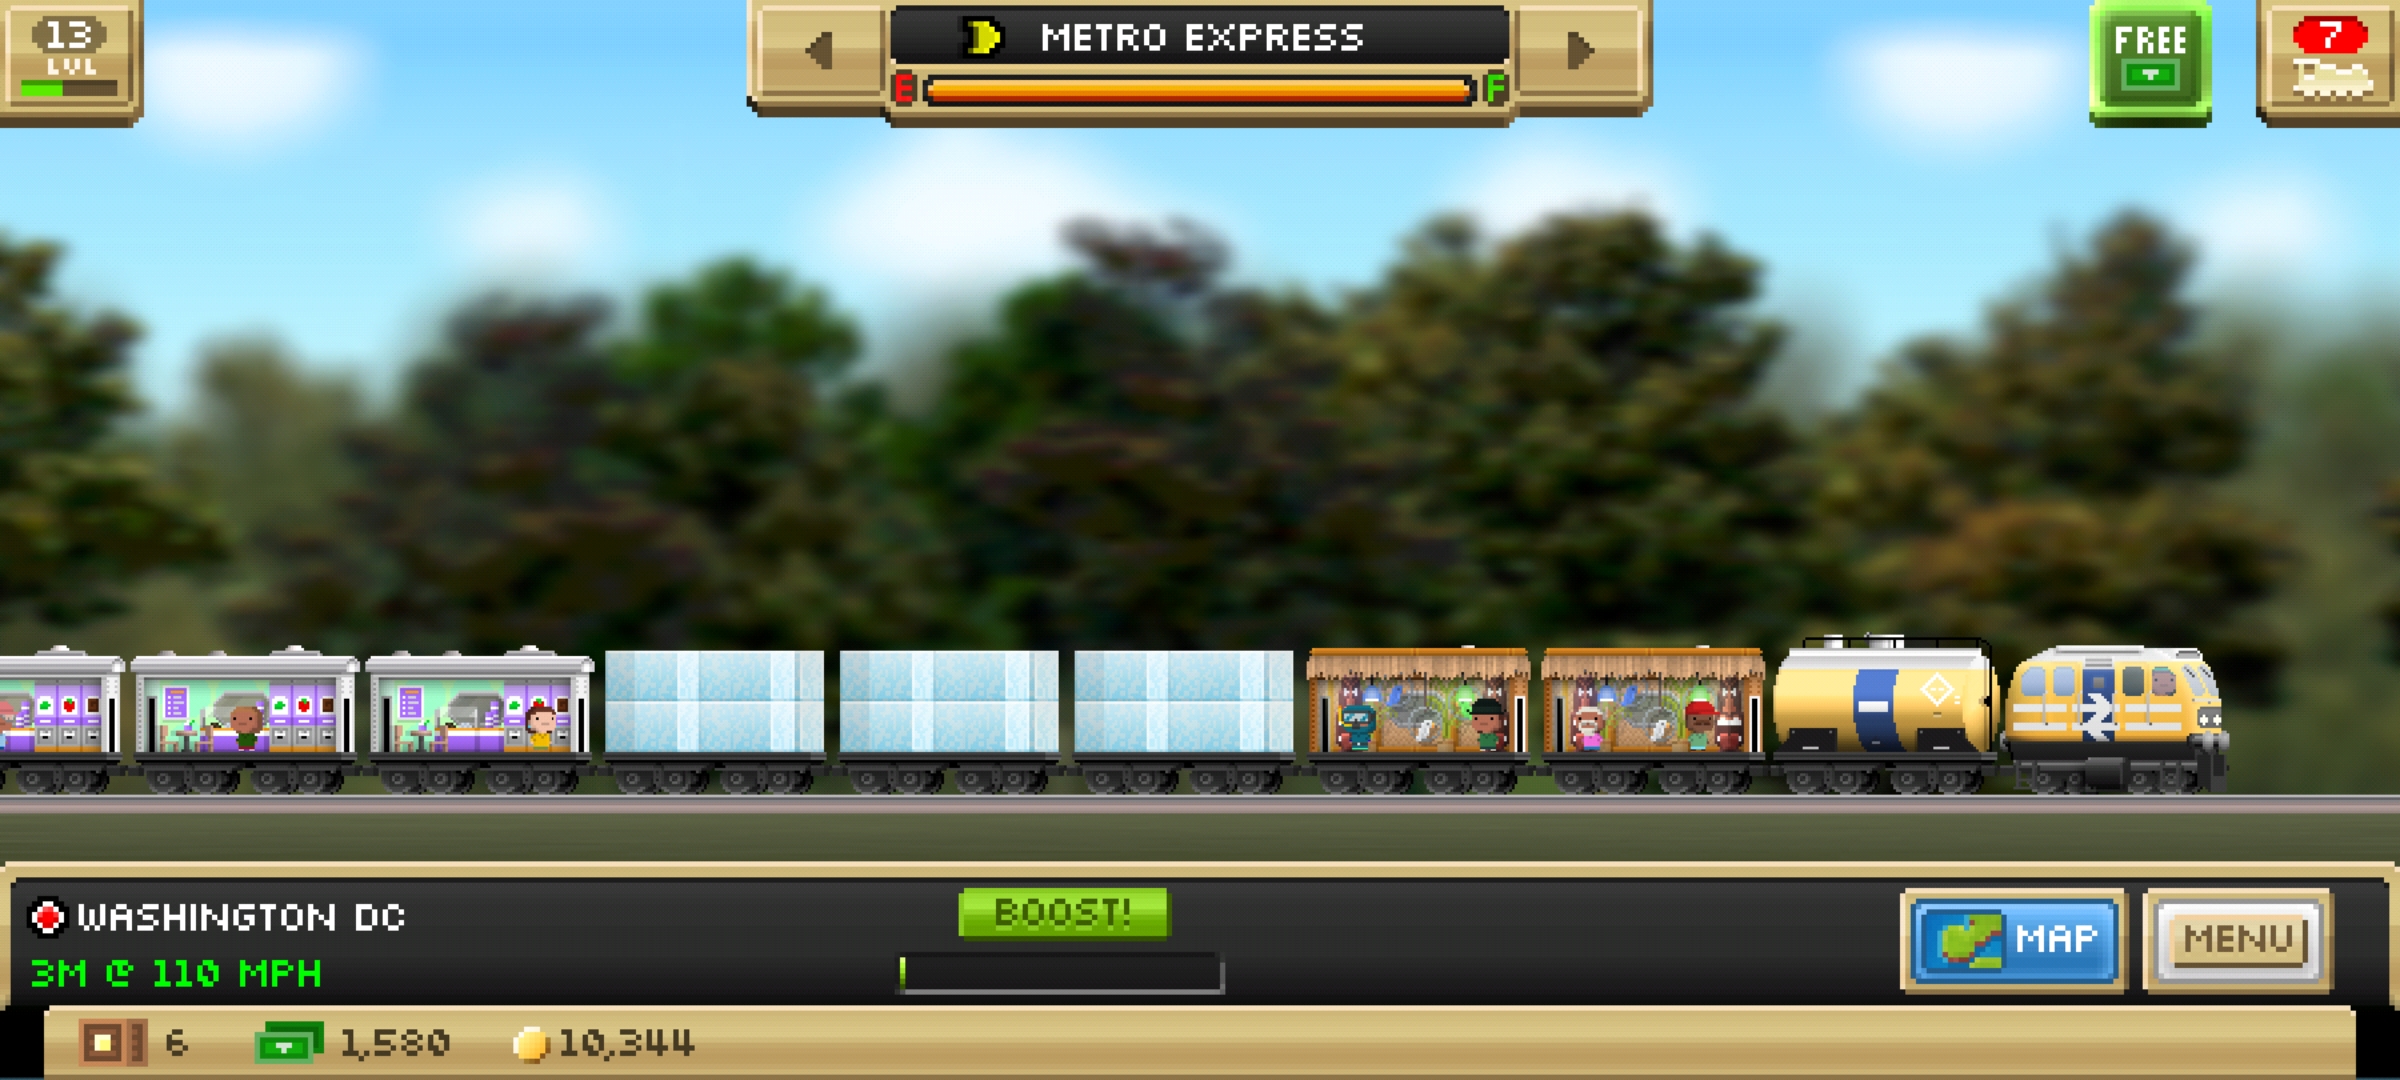 13
LVL
METRO EXPRESS
E F
FREE
7
WASHINGTON DC
3M @ 110 MPH
BOOST!
MAP
MENU
6 1,580 10,344